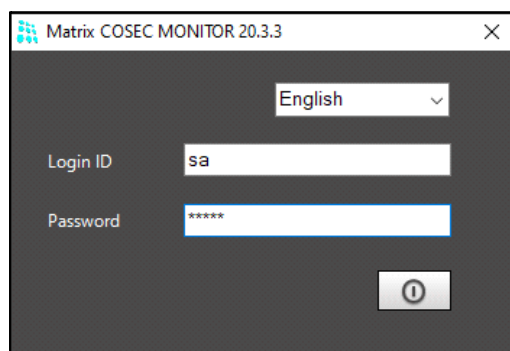 Matrix COSEC MONITOR 20.3.3
English
Login ID sa
Password *****